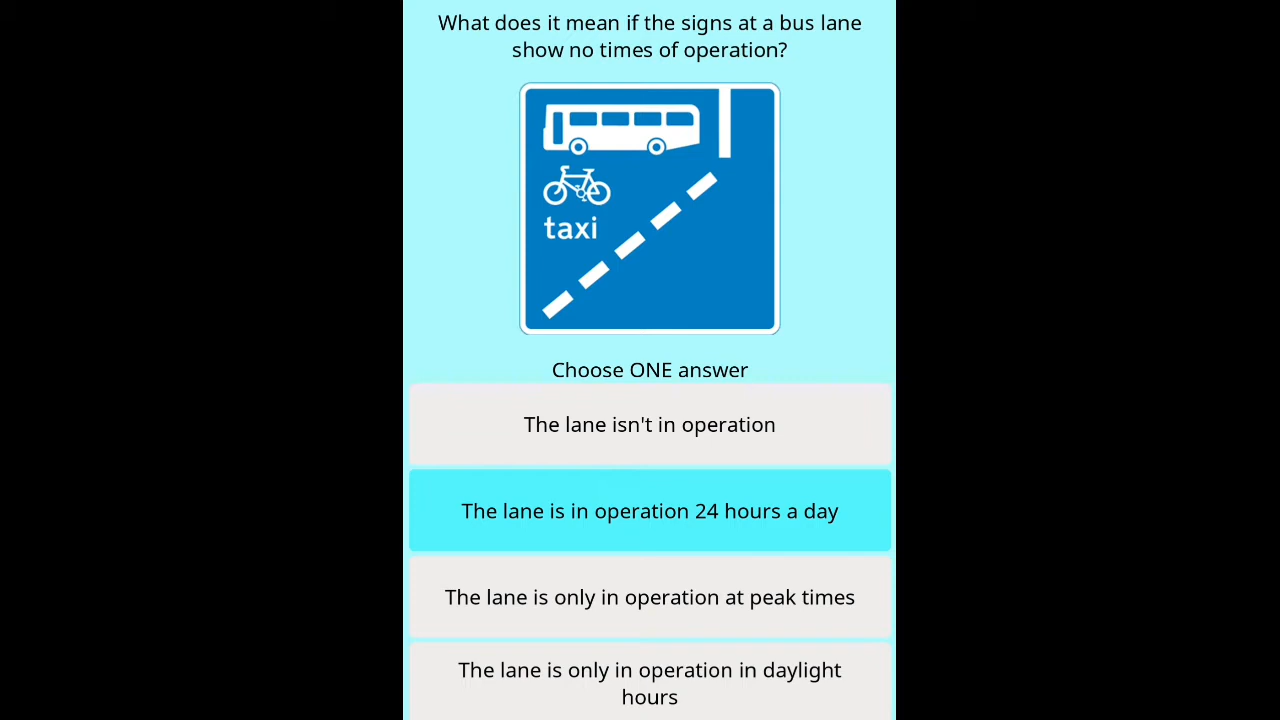 What does it mean if the signs at a bus lane
show no times of operation?
taxi
Choose ONE answer
The lane isn't in operation
The lane is in operation 24 hours a day
The lane is only in operation at peak times
The lane is only in operation in daylight
hours